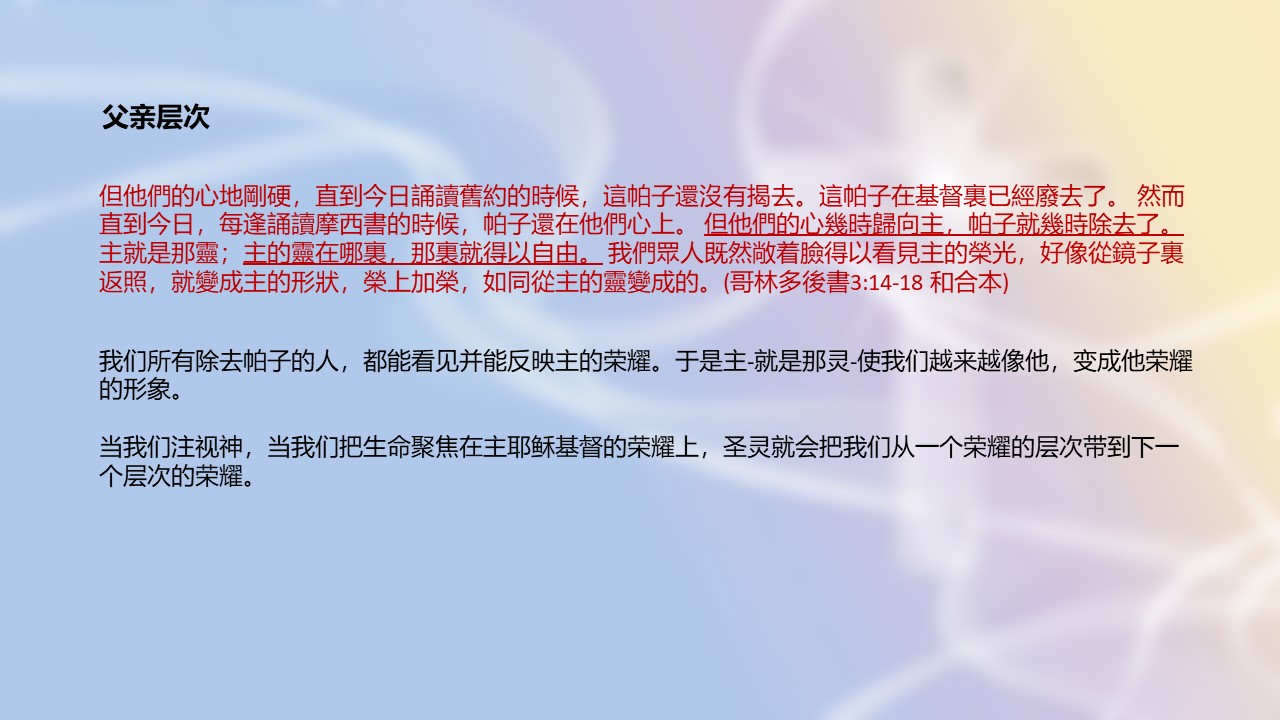 父亲层次
但他們的心地剛硬，直到今日誦讀舊約的時候，這帕子還沒有揭去。這帕子在基督裏已經廢去了。 然而
直到今日，每逢誦讀摩西書的時候，帕子還在他們心上。 但他們的心幾時歸向主，帕子就幾時除去了。
主就是那靈；主的靈在哪裏，那裏就得以自由。 我們眾人既然敞着臉得以看見主的榮光，好像從鏡子裏
返照，就變成主的形狀，榮上加榮，如同從主的靈變成的。(哥林多後書3:14-18 和合本)
我们所有除去帕子的人，都能看见并能反映主的荣耀。于是主-就是那灵-使我们越来越像他，变成他荣耀
的形象。
当我们注视神，当我们把生命聚焦在主耶稣基督的荣耀上，圣灵就会把我们从一个荣耀的层次带到下一
个层次的荣耀。